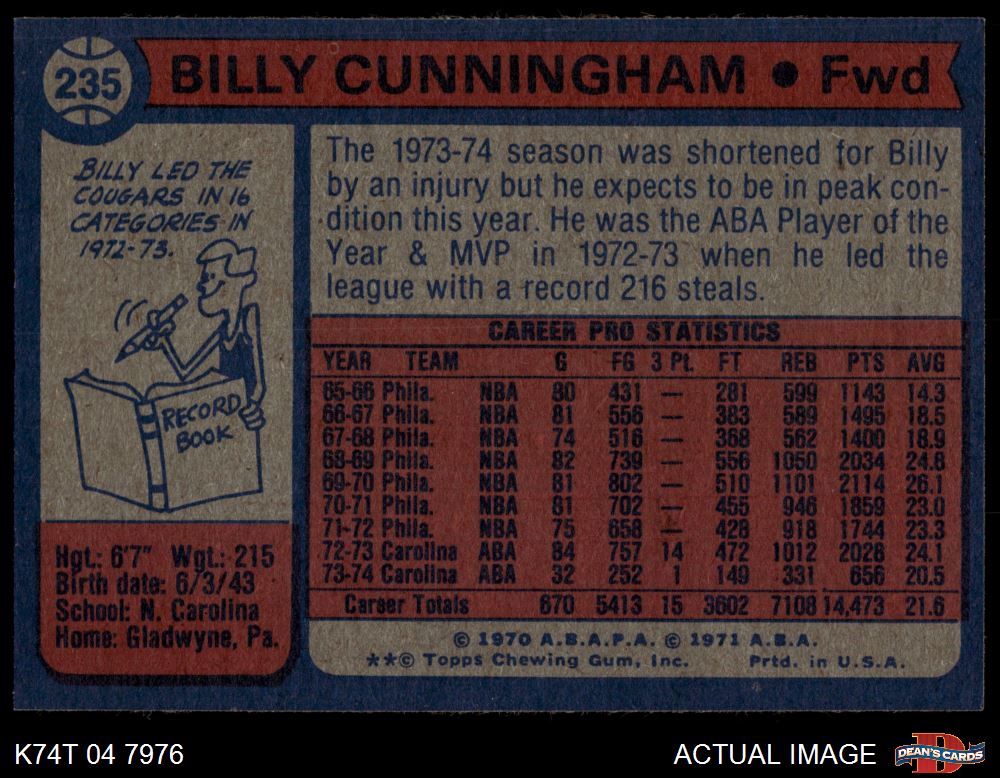 235
BILLY CUNNINGHAM • Fwd
BILLY LED THE
COUGARS IN 16
CATEGORIES IN
1972-73.
RECORD
BOOK
Hgt.: 6'7" Wgt.: 215
Birth date: 6/3/43
School: N. Carolina
Home: Gladwyne, Pa.
The 1973-74 season was shortened for Billy
by an injury but he expects to be in peak con-
dition this year. He was the ABA Player of the
Year & MVP in 1972-73 when he led the
league with a record 216 steals.
CAREER PRO STATISTICS
YEAR TEAM G FG 3 Pt. FT REB PTS AVG
65-66 Phila. NBA 80 431 — 281 599 1143 14.3
66-67 Phila. NBA 81 556 — 383 589 1495 18.5
67-68 Phila. NBA 74 516 — 368 562 1400 18.9
68-69 Phila. NBA 82 739 — 556 1050 2034 24.8
69-70 Phila. NBA 81 802 — 510 1101 2114 26.1
70-71 Phila. NBA 81 702 — 455 946 1859 23.0
71-72 Phila. NBA 75 658 — 428 918 1744 23.3
72-73 Carolina ABA 84 757 14 472 1012 2028 24.1
73-74 Carolina ABA 32 252 1 149 331 656 20.5
Career Totals 670 5413 15 3602 7108 14,473 21.6
© 1970 A.B.A.P.A. © 1971 A.B.A.
**© Topps Chewing Gum, Inc. Prtd. in U.S.A.
K74T 04 7976
ACTUAL IMAGE
D
DEAN'S CARDS